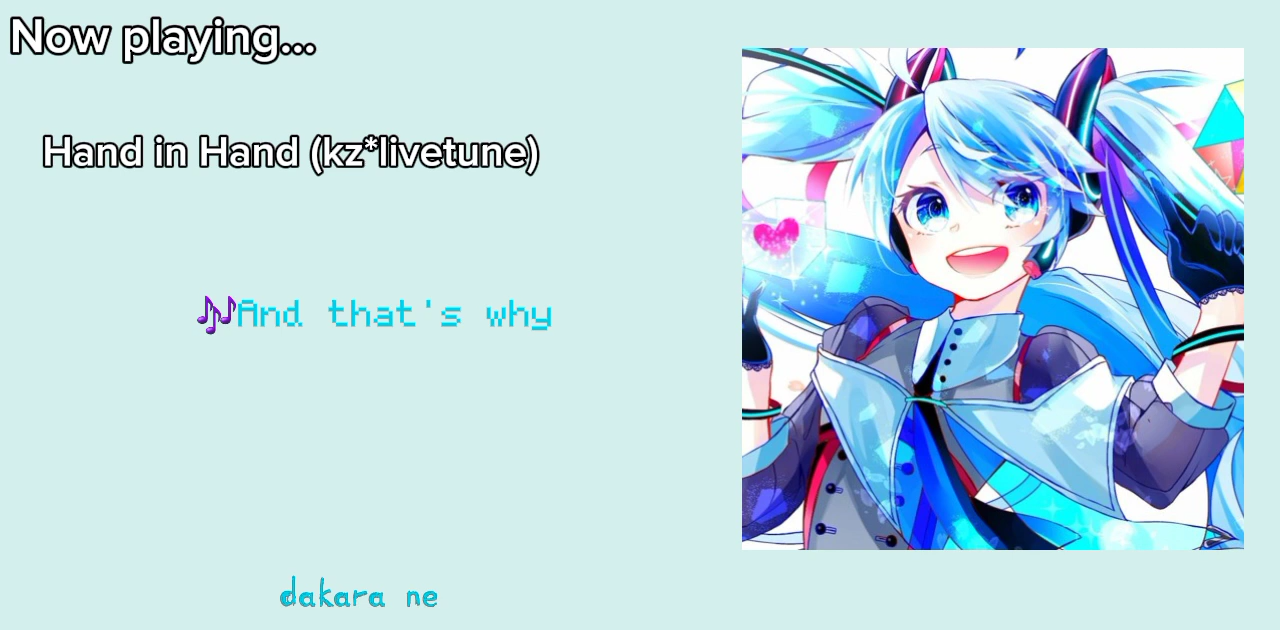 Now playing...
Hand in Hand (kz*livetune)
🎶And that's why
dakara ne